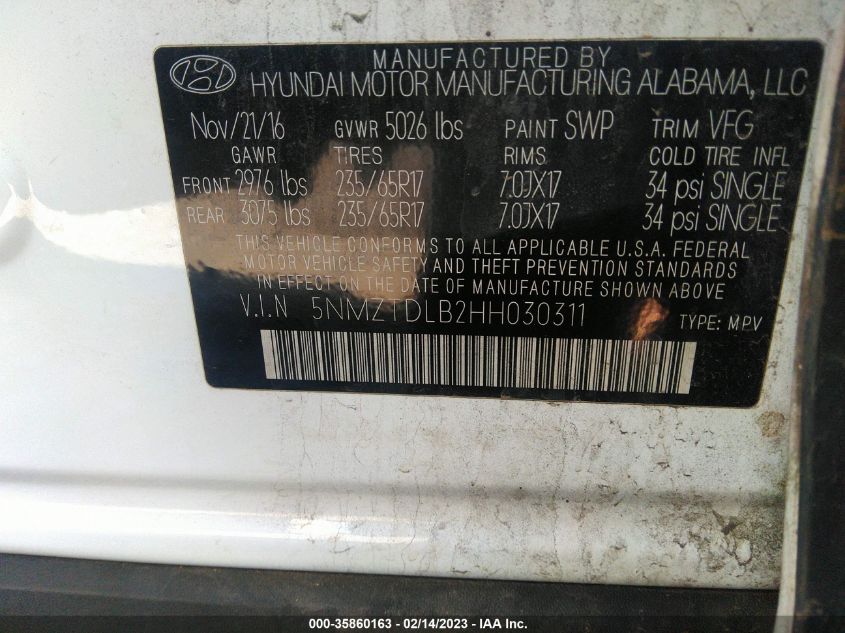 MANUFACTURED BY
HYUNDAI MOTOR MANUFACTURING ALABAMA, LLC
Nov/21/16 GVWR 5026 lbs PAINT SWP TRIM VFG
GAWR TIRES RIMS COLD TIRE INFL
FRONT 2976 lbs 235/65R17 7.0JX17 34 psi SINGLE
REAR 3075 lbs 235/65R17 7.0JX17 34 psi SINGLE
THIS VEHICLE CONFORMS TO ALL APPLICABLE U.S.A. FEDERAL
MOTOR VEHICLE SAFETY AND THEFT PREVENTION STANDARDS
IN EFFECT ON THE DATE OF MANUFACTURE SHOWN ABOVE
V.I.N 5NMZTDLB2HH030311 TYPE: MPV
000-35860163 - 02/14/2023 - IAA Inc.